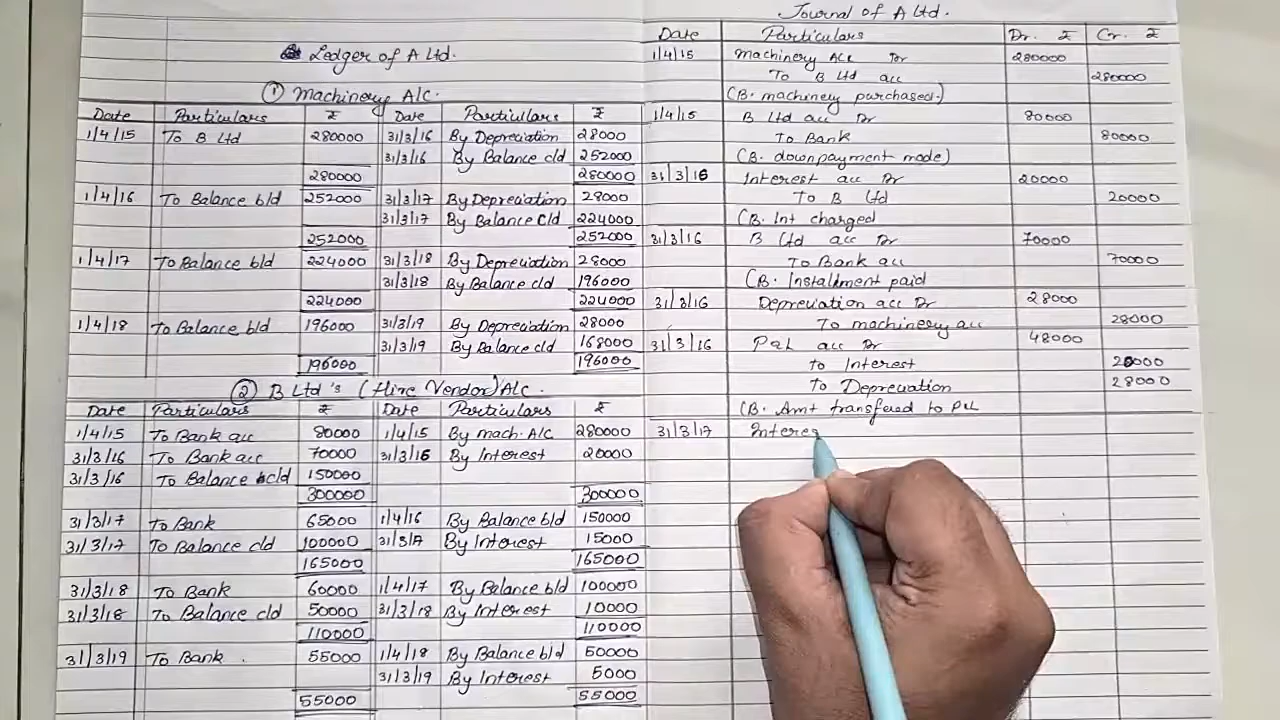 Ledger of A Ltd.
① Machinery A/C.
Date Particulars ₹ Date Particulars ₹
1/4/15 To B Ltd 280000 31/3/16 By Depreciation 28000
31/3/16 By Balance c/d 252000
280000 280000
1/4/16 To Balance b/d 252000 31/3/17 By Depreciation 28000
31/3/17 By Balance C/d 224000
252000 252000
1/4/17 To Balance b/d 224000 31/3/18 By Depreciation 28000
31/3/18 By Balance c/d 196000
224000 224000
1/4/18 To Balance b/d 196000 31/3/19 By Depreciation 28000
31/3/19 By Balance c/d 168000
196000 196000
② B Ltd's (Hire Vendor) A/C.
Date Particulars ₹ Date Particulars ₹
1/4/15 To Bank acc 80000 1/4/15 By mach. A/C 280000
31/3/16 To Bank acc 70000 31/3/16 By Interest 20000
31/3/16 To Balance c/d 150000
300000 300000
31/3/17 To Bank 65000 1/4/16 By Balance b/d 150000
31/3/17 To Balance c/d 100000 31/3/17 By Interest 15000
165000 165000
31/3/18 To Bank 60000 1/4/17 By Balance b/d 100000
31/3/18 To Balance c/d 50000 31/3/18 By Interest 10000
110000 110000
31/3/19 To Bank . 55000 1/4/18 By Balance b/d 50000
31/3/19 By Interest 5000
55000 55000
Journal of A Ltd.
Date Particulars Dr. ₹ Cr. ₹
1/4/15 Machinery Acc Dr 280000
To B Ltd acc 280000
(B. machinery purchased.)
1/4/15 B Ltd acc Dr 80000
To Bank 80000
(B. downpayment made)
31/3/16 Interest acc Dr 20000
To B Ltd 20000
(B. Int charged
31/3/16 B Ltd acc Dr 70000
To Bank acc 70000
(B. Installment paid
31/3/16 Depreciation acc Dr 28000
To machinery acc 28000
31/3/16 P&L acc Dr 48000
To Interest 20000
To Depreuation 28000
(B. Amt transfered to P&L
31/3/17 Interes